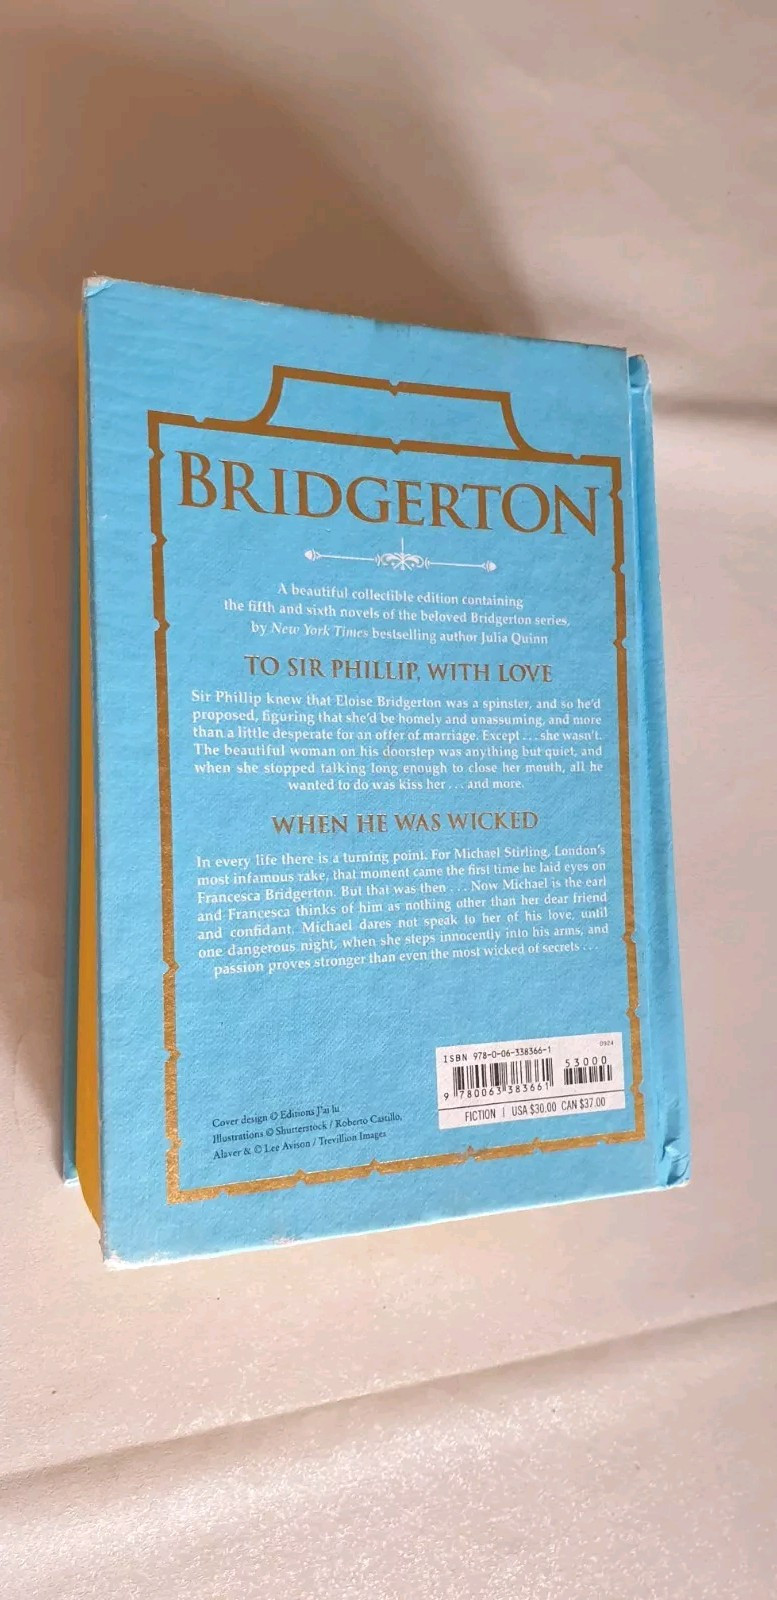 BRIDGERTON
A beautiful collectible edition containing
the fifth and sixth novels of the beloved Bridgerton series,
by New York Times bestselling author Julia Quinn
TO SIR PHILLIP, WITH LOVE
Sir Phillip knew that Eloise Bridgerton was a spinster, and so he'd
proposed, figuring that she'd be homely and unassuming, and more
than a little desperate for an offer of marriage. Except . . . she wasn't.
The beautiful woman on his doorstep was anything but quiet, and
when she stopped talking long enough to close her mouth, all he
wanted to do was kiss her . . . and more.
WHEN HE WAS WICKED
In every life there is a turning point. For Michael Stirling, London's
most infamous rake, that moment came the first time he laid eyes on
Francesca Bridgerton. But that was then . . . Now Michael is the earl
and Francesca thinks of him as nothing other than her dear friend
and confidant. Michael dares not speak to her of his love, until
one dangerous night, when she steps innocently into his arms, and
passion proves stronger than even the most wicked of secrets . . .
ISBN 978-0-06-338366-1
0924
53000
9 780063 383661
FICTION | USA $30.00 CAN $37.00
Cover design © Editions J'ai lu
Illustrations © Shutterstock / Roberto Castillo,
Alaver & © Lee Avison / Trevillion Images